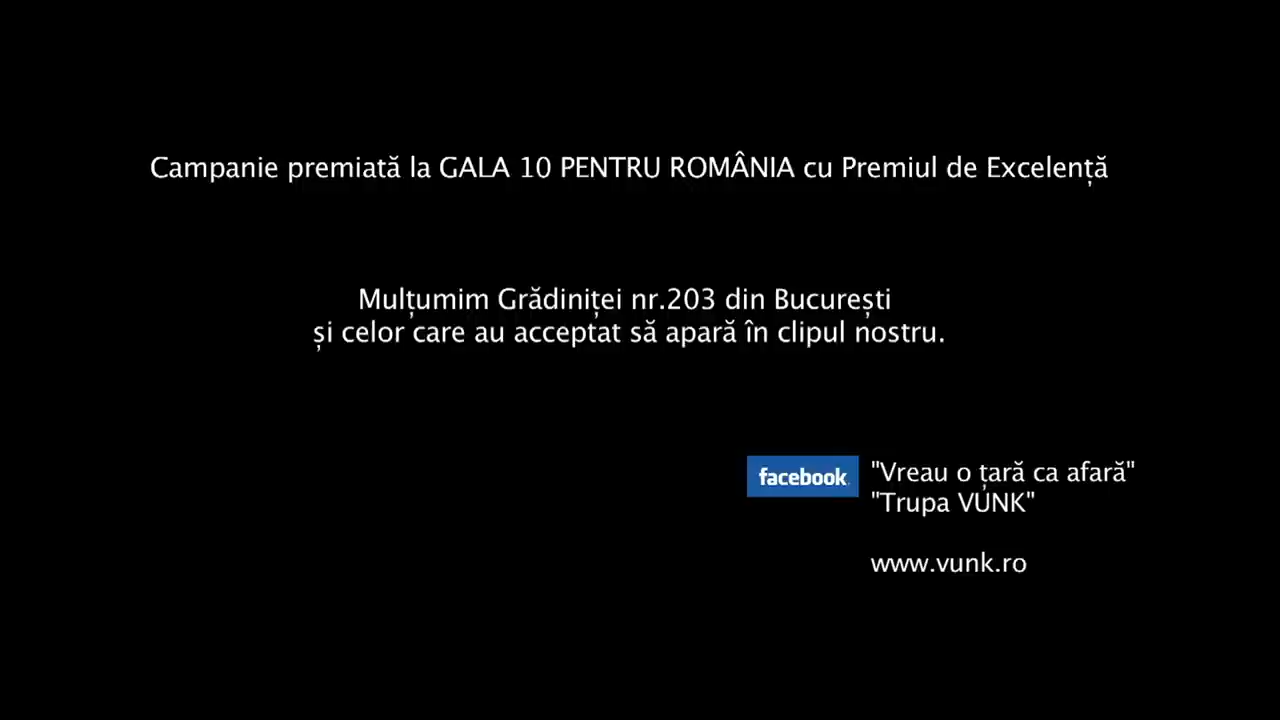 Campanie premiată la GALA 10 PENTRU ROMÂNIA cu Premiul de Excelență
Mulțumim Grădiniței nr.203 din București
și celor care au acceptat să apară în clipul nostru.
facebook "Vreau o țară ca afară"
"Trupa VUNK"
www.vunk.ro